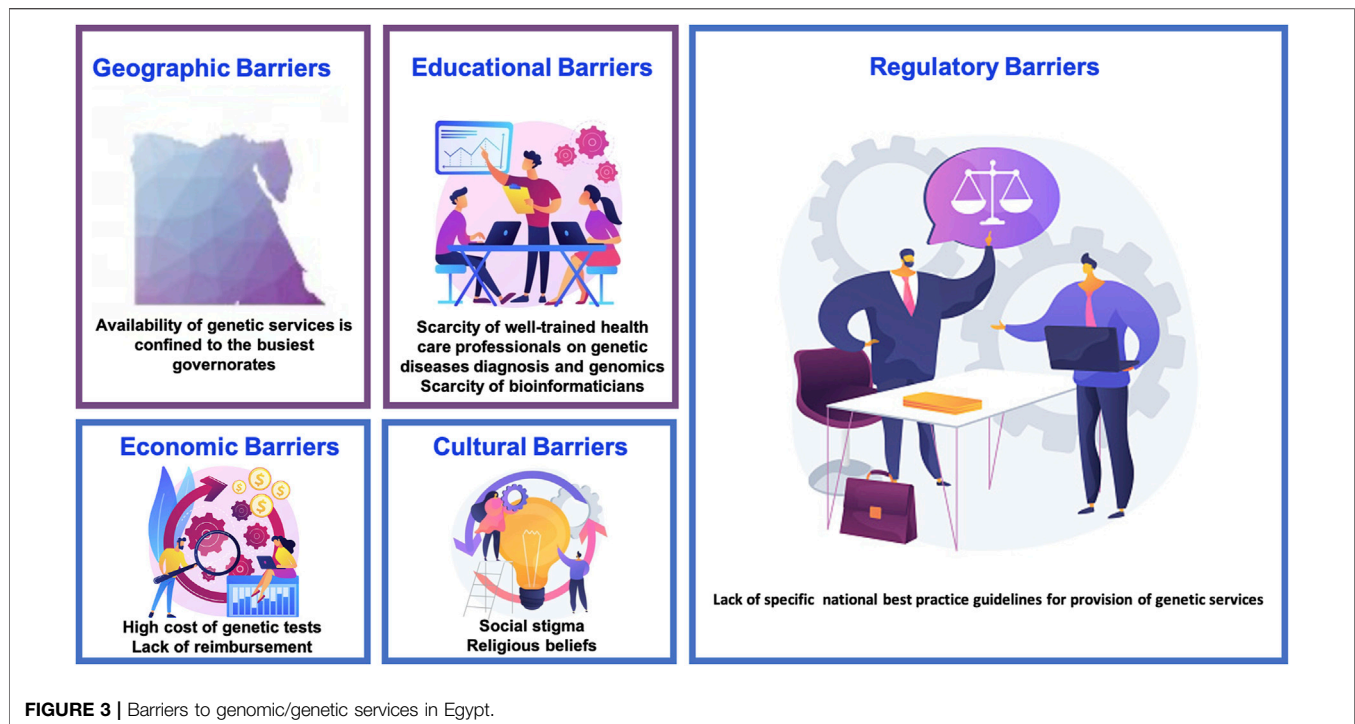 Geographic Barriers
Availability of genetic services is
confined to the busiest
governorates
Educational Barriers
Scarcity of well-trained health
care professionals on genetic
diseases diagnosis and genomics
Scarcity of bioinformaticians
Regulatory Barriers
Lack of specific national best practice guidelines for provision of genetic services
Economic Barriers
$
$
$
$
High cost of genetic tests
Lack of reimbursement
Cultural Barriers
Social stigma
Religious beliefs
FIGURE 3 | Barriers to genomic/genetic services in Egypt.